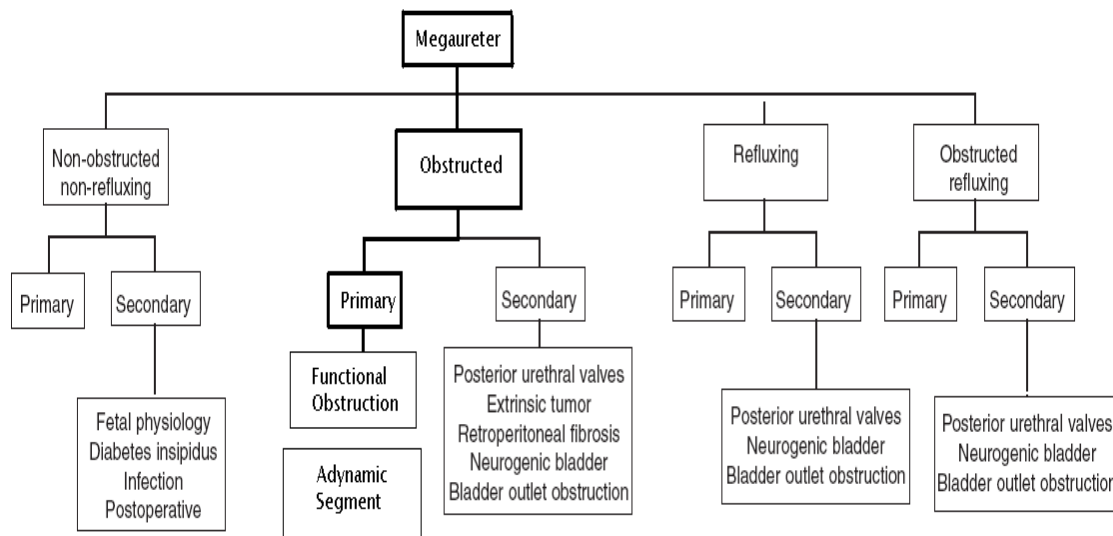 Megaureter
Non-obstructed
non-refluxing
Obstructed
Refluxing
Obstructed
refluxing
Primary
Secondary
Primary
Secondary
Primary
Secondary
Primary
Secondary
Fetal physiology
Diabetes insipidus
Infection
Postoperative
Functional
Obstruction
Adynamic
Segment
Posterior urethral valves
Extrinsic tumor
Retroperitoneal fibrosis
Neurogenic bladder
Bladder outlet obstruction
Posterior urethral valves
Neurogenic bladder
Bladder outlet obstruction
Posterior urethral valves
Neurogenic bladder
Bladder outlet obstruction